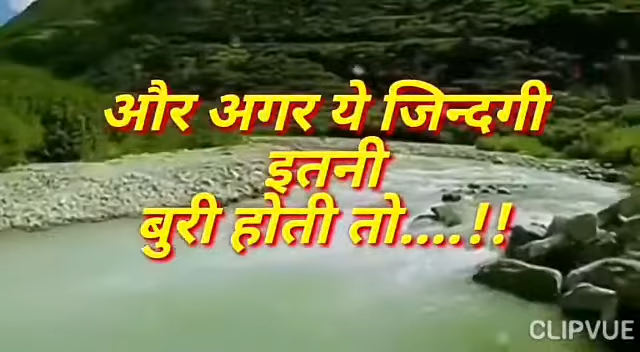 और अगर ये जिन्दगी
इतनी
बुरी होती तो....!!
CLIPVUE